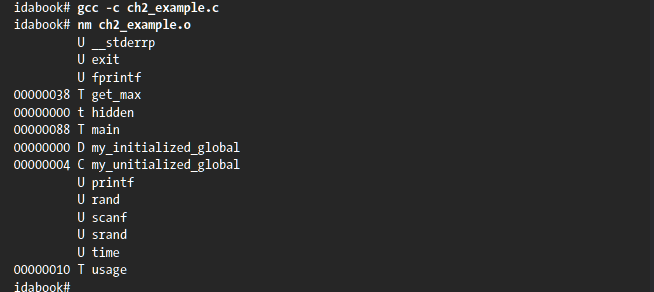 idabook# gcc -c ch2_example.c
idabook# nm ch2_example.o
U __stderrp
U exit
U fprintf
00000038 T get_max
00000000 t hidden
00000088 T main
00000000 D my_initialized_global
00000004 C my_unitialized_global
U printf
U rand
U scanf
U srand
U time
00000010 T usage
idabook#